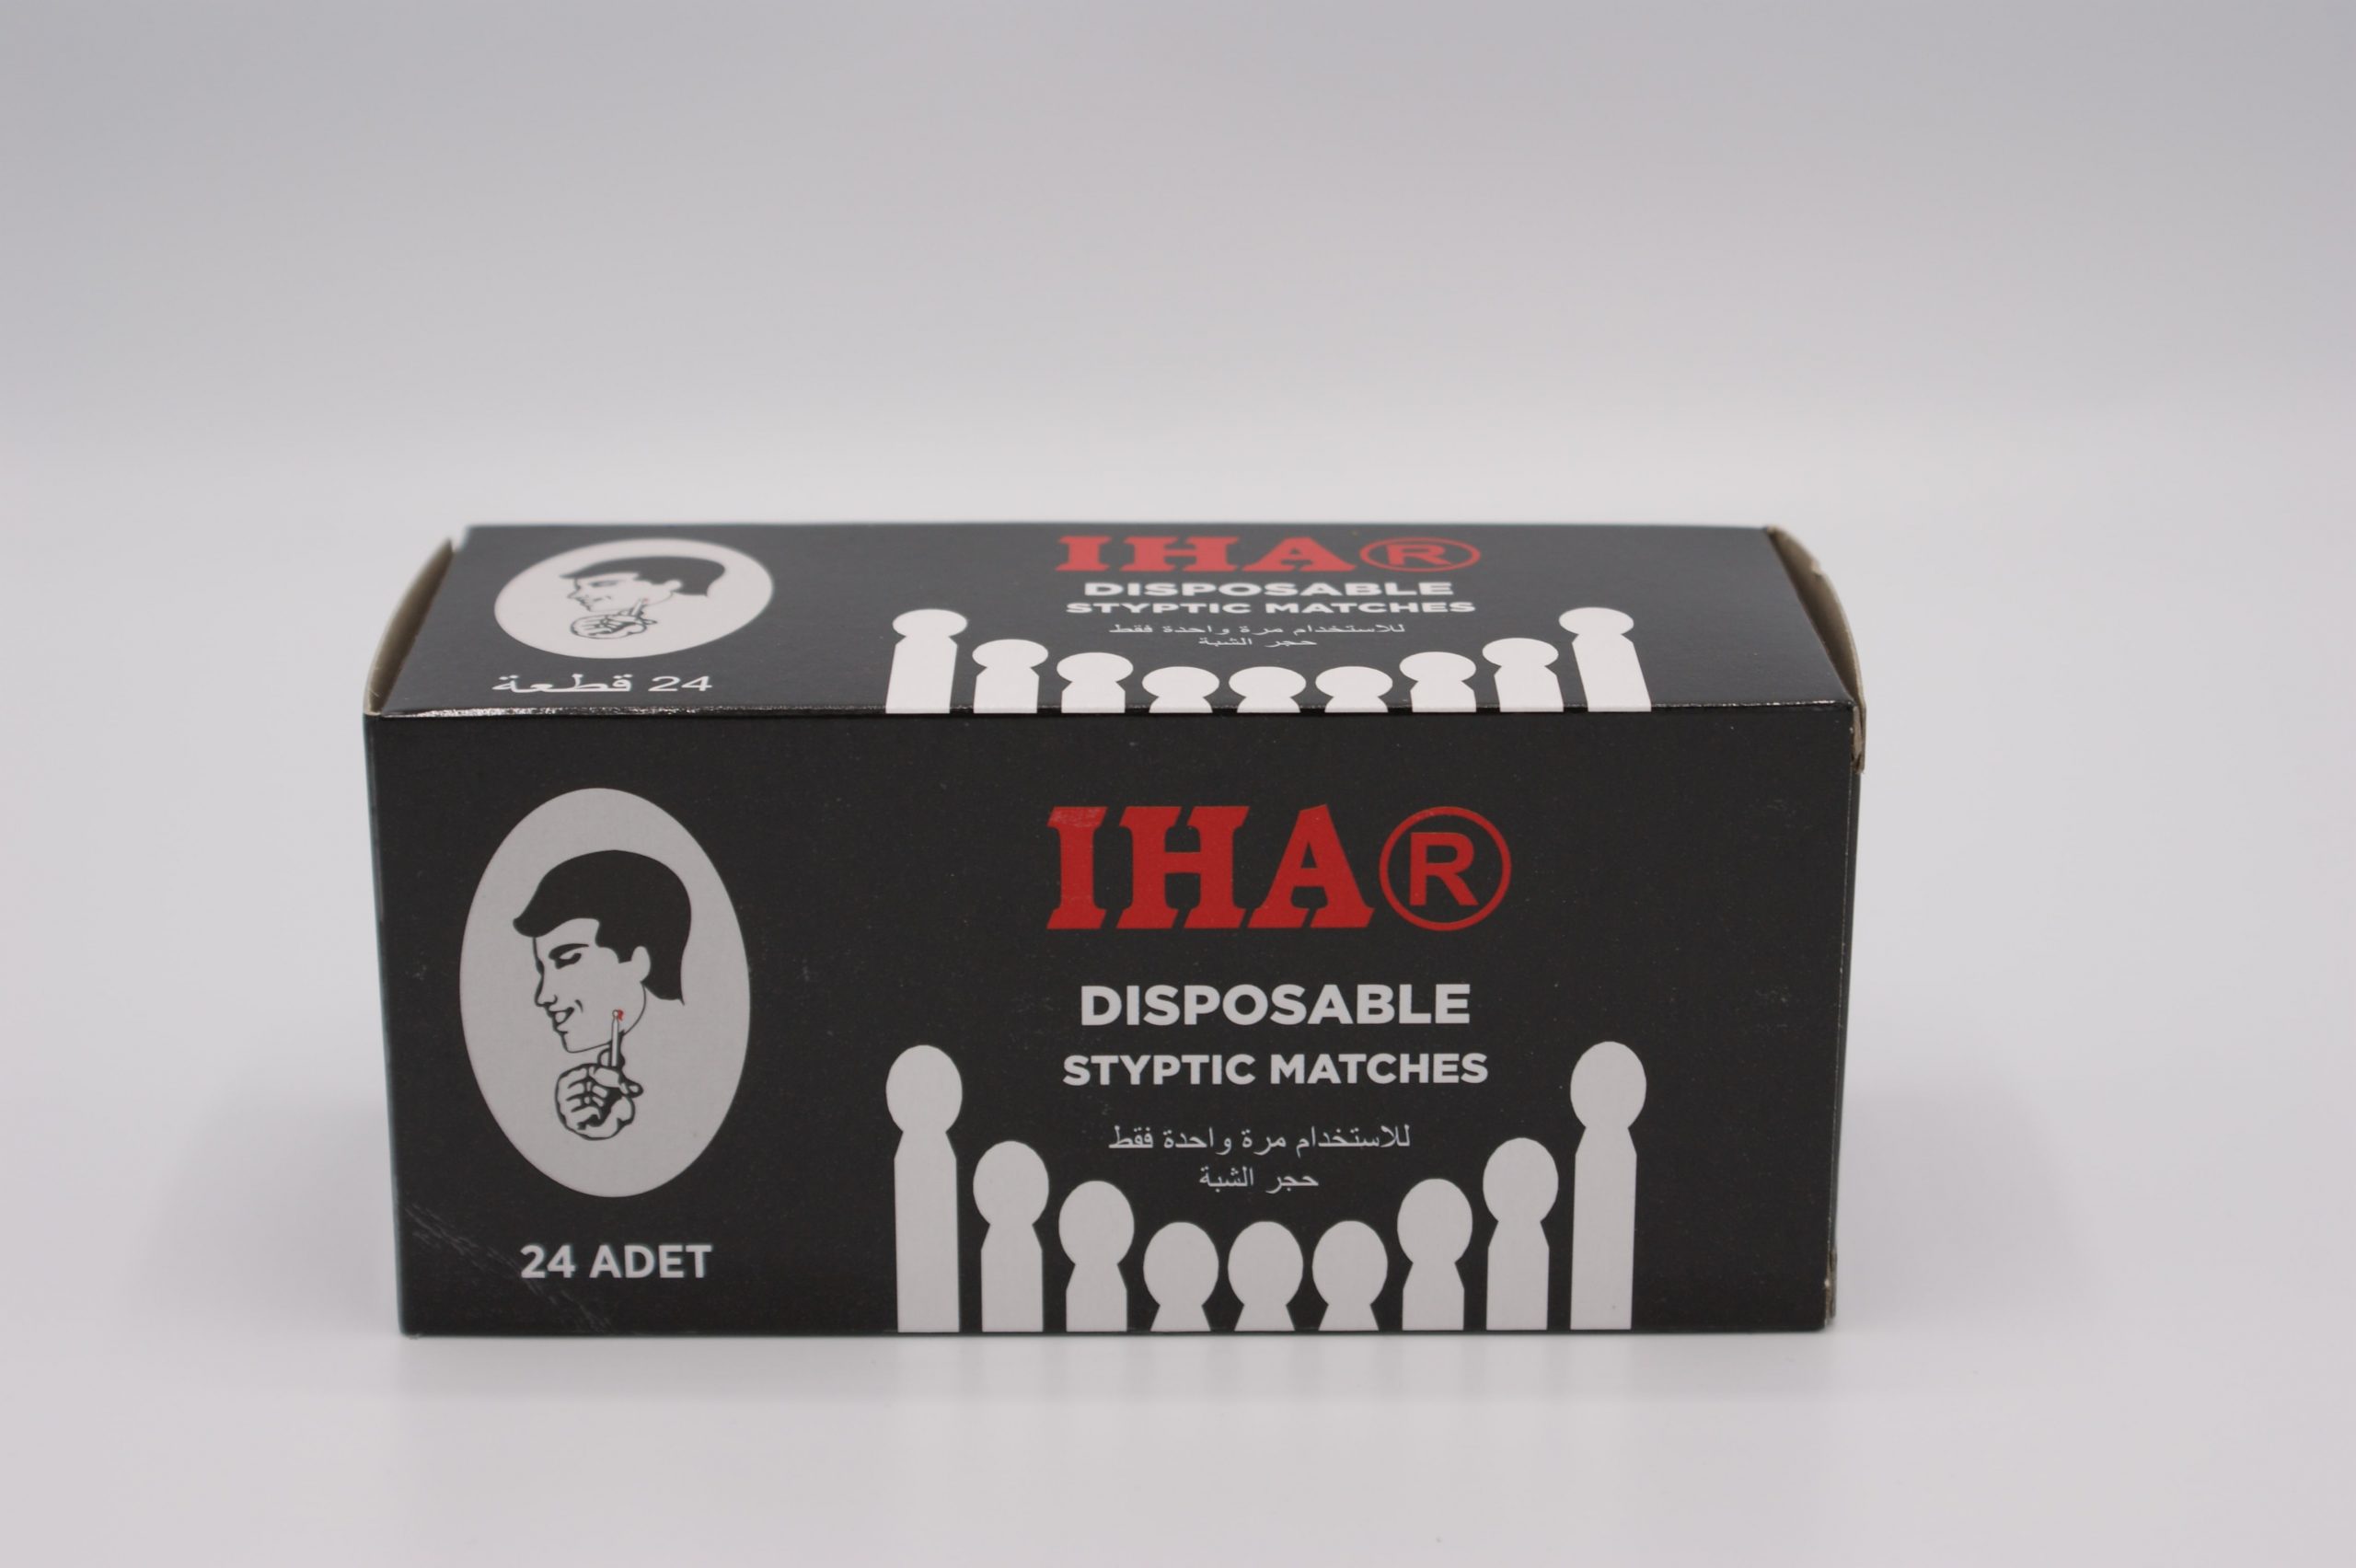 IHA®
DISPOSABLE
STYPTIC MATCHES
للاستخدام مرة واحدة فقط
حجر الشبة
24 قطعة
IHA®
DISPOSABLE
STYPTIC MATCHES
للاستخدام مرة واحدة فقط
حجر الشبة
24 ADET